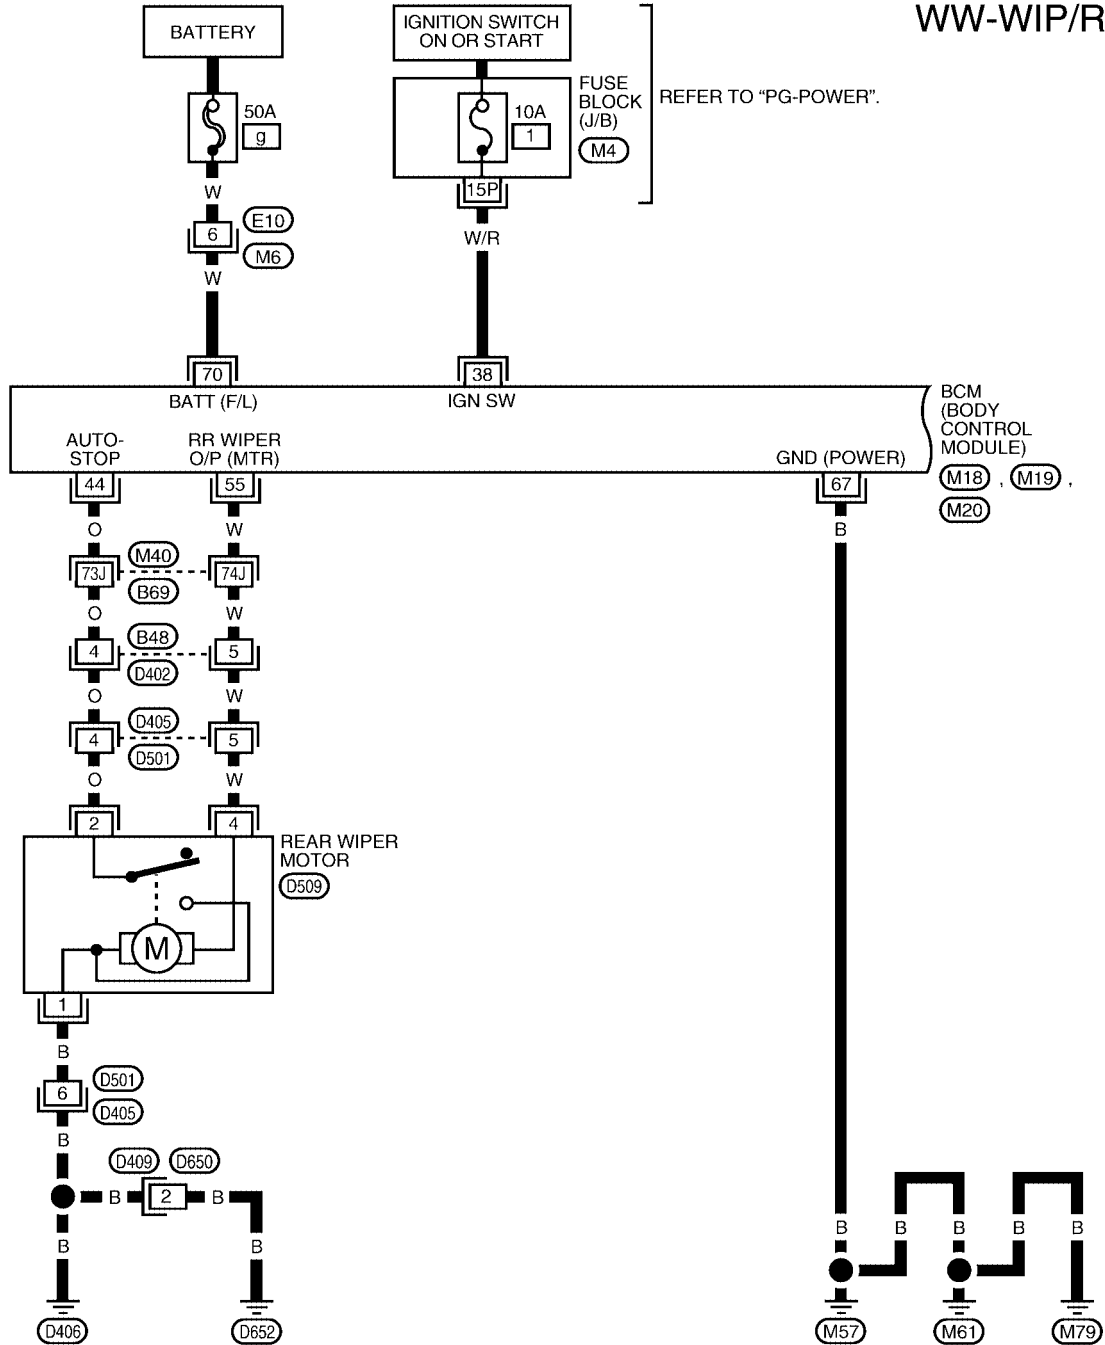 WW-WIP/R
BATTERY
IGNITION SWITCH
ON OR START
50A
g
10A
1
FUSE
BLOCK
(J/B)
M4
REFER TO “PG-POWER”.
15P
W
W/R
6
E10
M6
W
70
38
BATT (F/L)
IGN SW
BCM
(BODY
CONTROL
MODULE)
M18 , M19 ,
M20
AUTO-
STOP
RR WIPER
O/P (MTR)
GND (POWER)
44
55
67
O
W
B
73J
M40
B69
74J
O
W
4
B48
D402
5
O
W
4
D405
D501
5
O
W
2
4
REAR WIPER
MOTOR
D509
M
1
B
6
D501
D405
B
D409
D650
B
2
B
B
B
D406
D652
B
B
B
B
B
M57
M61
M79